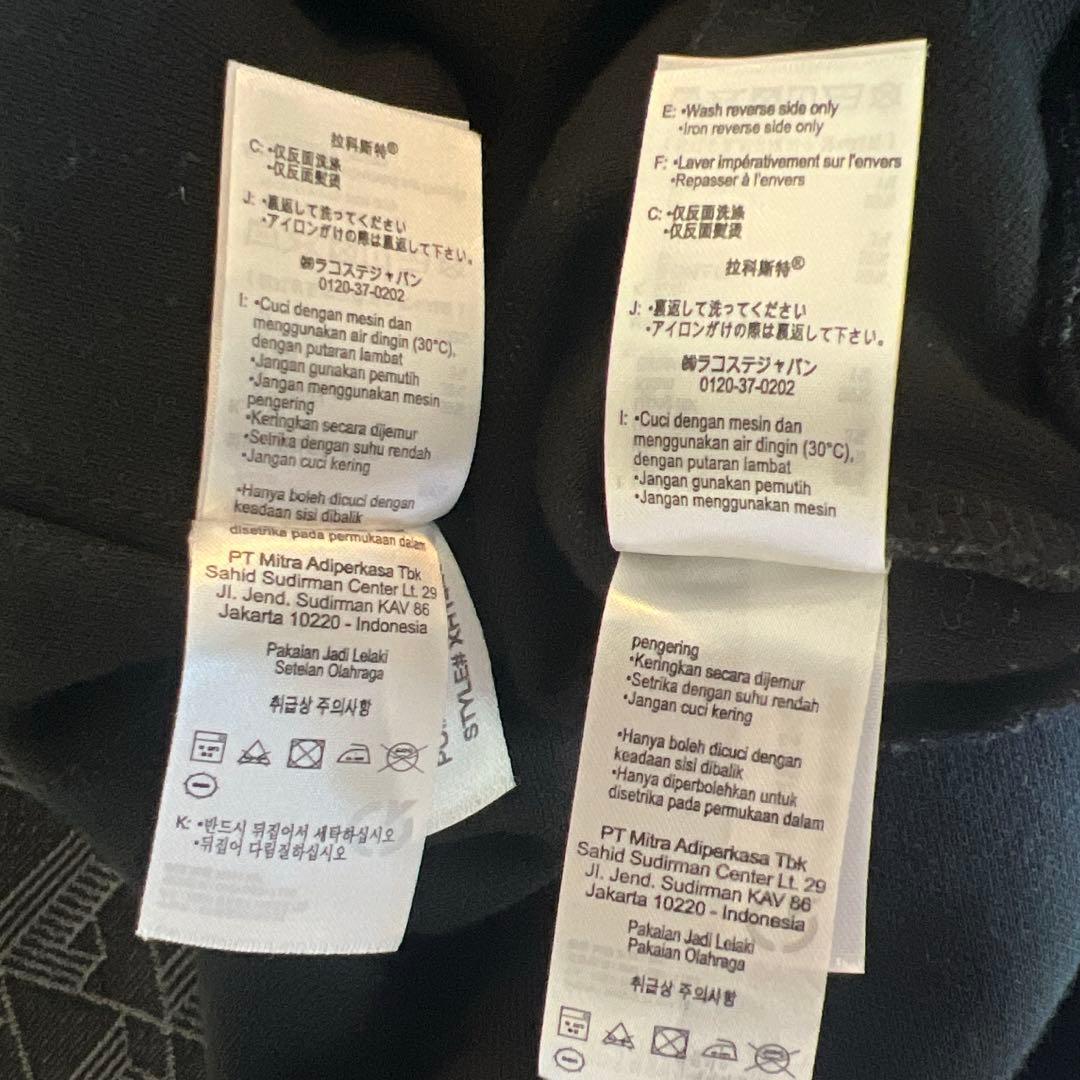 拉科斯特®
C: •仅反面洗涤
•仅反面熨烫
J: •裏返して洗ってください
•アイロンがけの際は裏返して下さい。
㈱ラコステジャパン
0120-37-0202
I: •Cuci dengan mesin dan
menggunakan air dingin (30°C),
dengan putaran lambat
•Jangan gunakan pemutih
•Jangan menggunakan mesin
pengering
•Keringkan secara dijemur
•Setrika dengan suhu rendah
•Jangan cuci kering
•Hanya boleh dicuci dengan
keadaan sisi dibalik
disetrika pada permukaan dalam
PT Mitra Adiperkasa Tbk
Sahid Sudirman Center Lt. 29
Jl. Jend. Sudirman KAV 86
Jakarta 10220 - Indonesia
Pakaian Jadi Lelaki
Setelan Olahraga
취급상 주의사항
K: •반드시 뒤집어서 세탁하십시오
•뒤집어 다림질하십시오
STYLE#
E: •Wash reverse side only
•Iron reverse side only
F: •Laver impérativement sur l'envers
•Repasser à l'envers
C: •仅反面洗涤
•仅反面熨烫
拉科斯特®
J: •裏返して洗ってください
•アイロンがけの際は裏返して下さい。
㈱ラコステジャパン
0120-37-0202
I: •Cuci dengan mesin dan
menggunakan air dingin (30°C),
dengan putaran lambat
•Jangan gunakan pemutih
•Jangan menggunakan mesin
pengering
•Keringkan secara dijemur
•Setrika dengan suhu rendah
•Jangan cuci kering
•Hanya boleh dicuci dengan
keadaan sisi dibalik
•Hanya diperbolehkan untuk
disetrika pada permukaan dalam
PT Mitra Adiperkasa Tbk
Sahid Sudirman Center Lt. 29
Jl. Jend. Sudirman KAV 86
Jakarta 10220 - Indonesia
Pakaian Jadi Lelaki
Pakaian Olahraga
취급상 주의사항